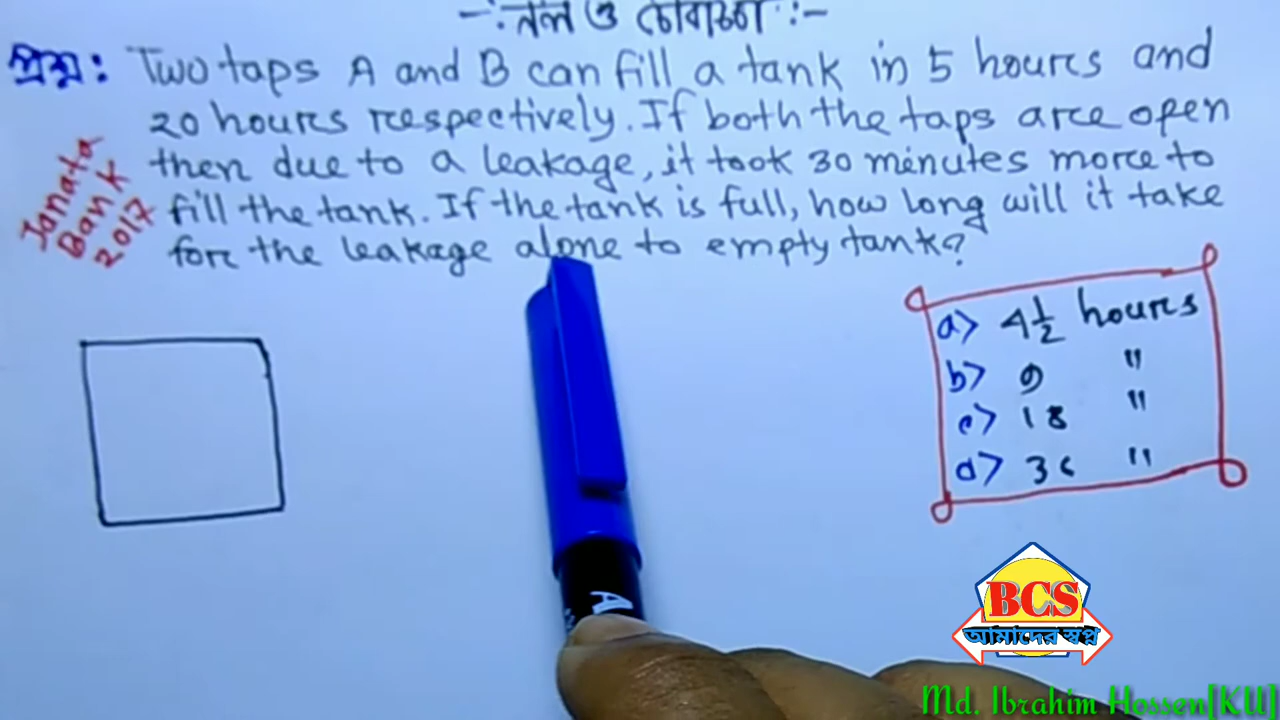 -: নল ও চৌবাচ্চা :-
প্রশ্ন: Two taps A and B can fill a tank in 5 hours and
20 hours respectively. If both the taps are open
then due to a leakage, it took 30 minutes more to
fill the tank. If the tank is full, how long will it take
for the leakage alone to empty tank?
Janata
Bank
2017
a> 4 1/2 hours
b> 9 "
c> 18 "
d> 36 "
BCS
আমাদের স্বপ্ন
Md. Ibrahim Hossen[KU]